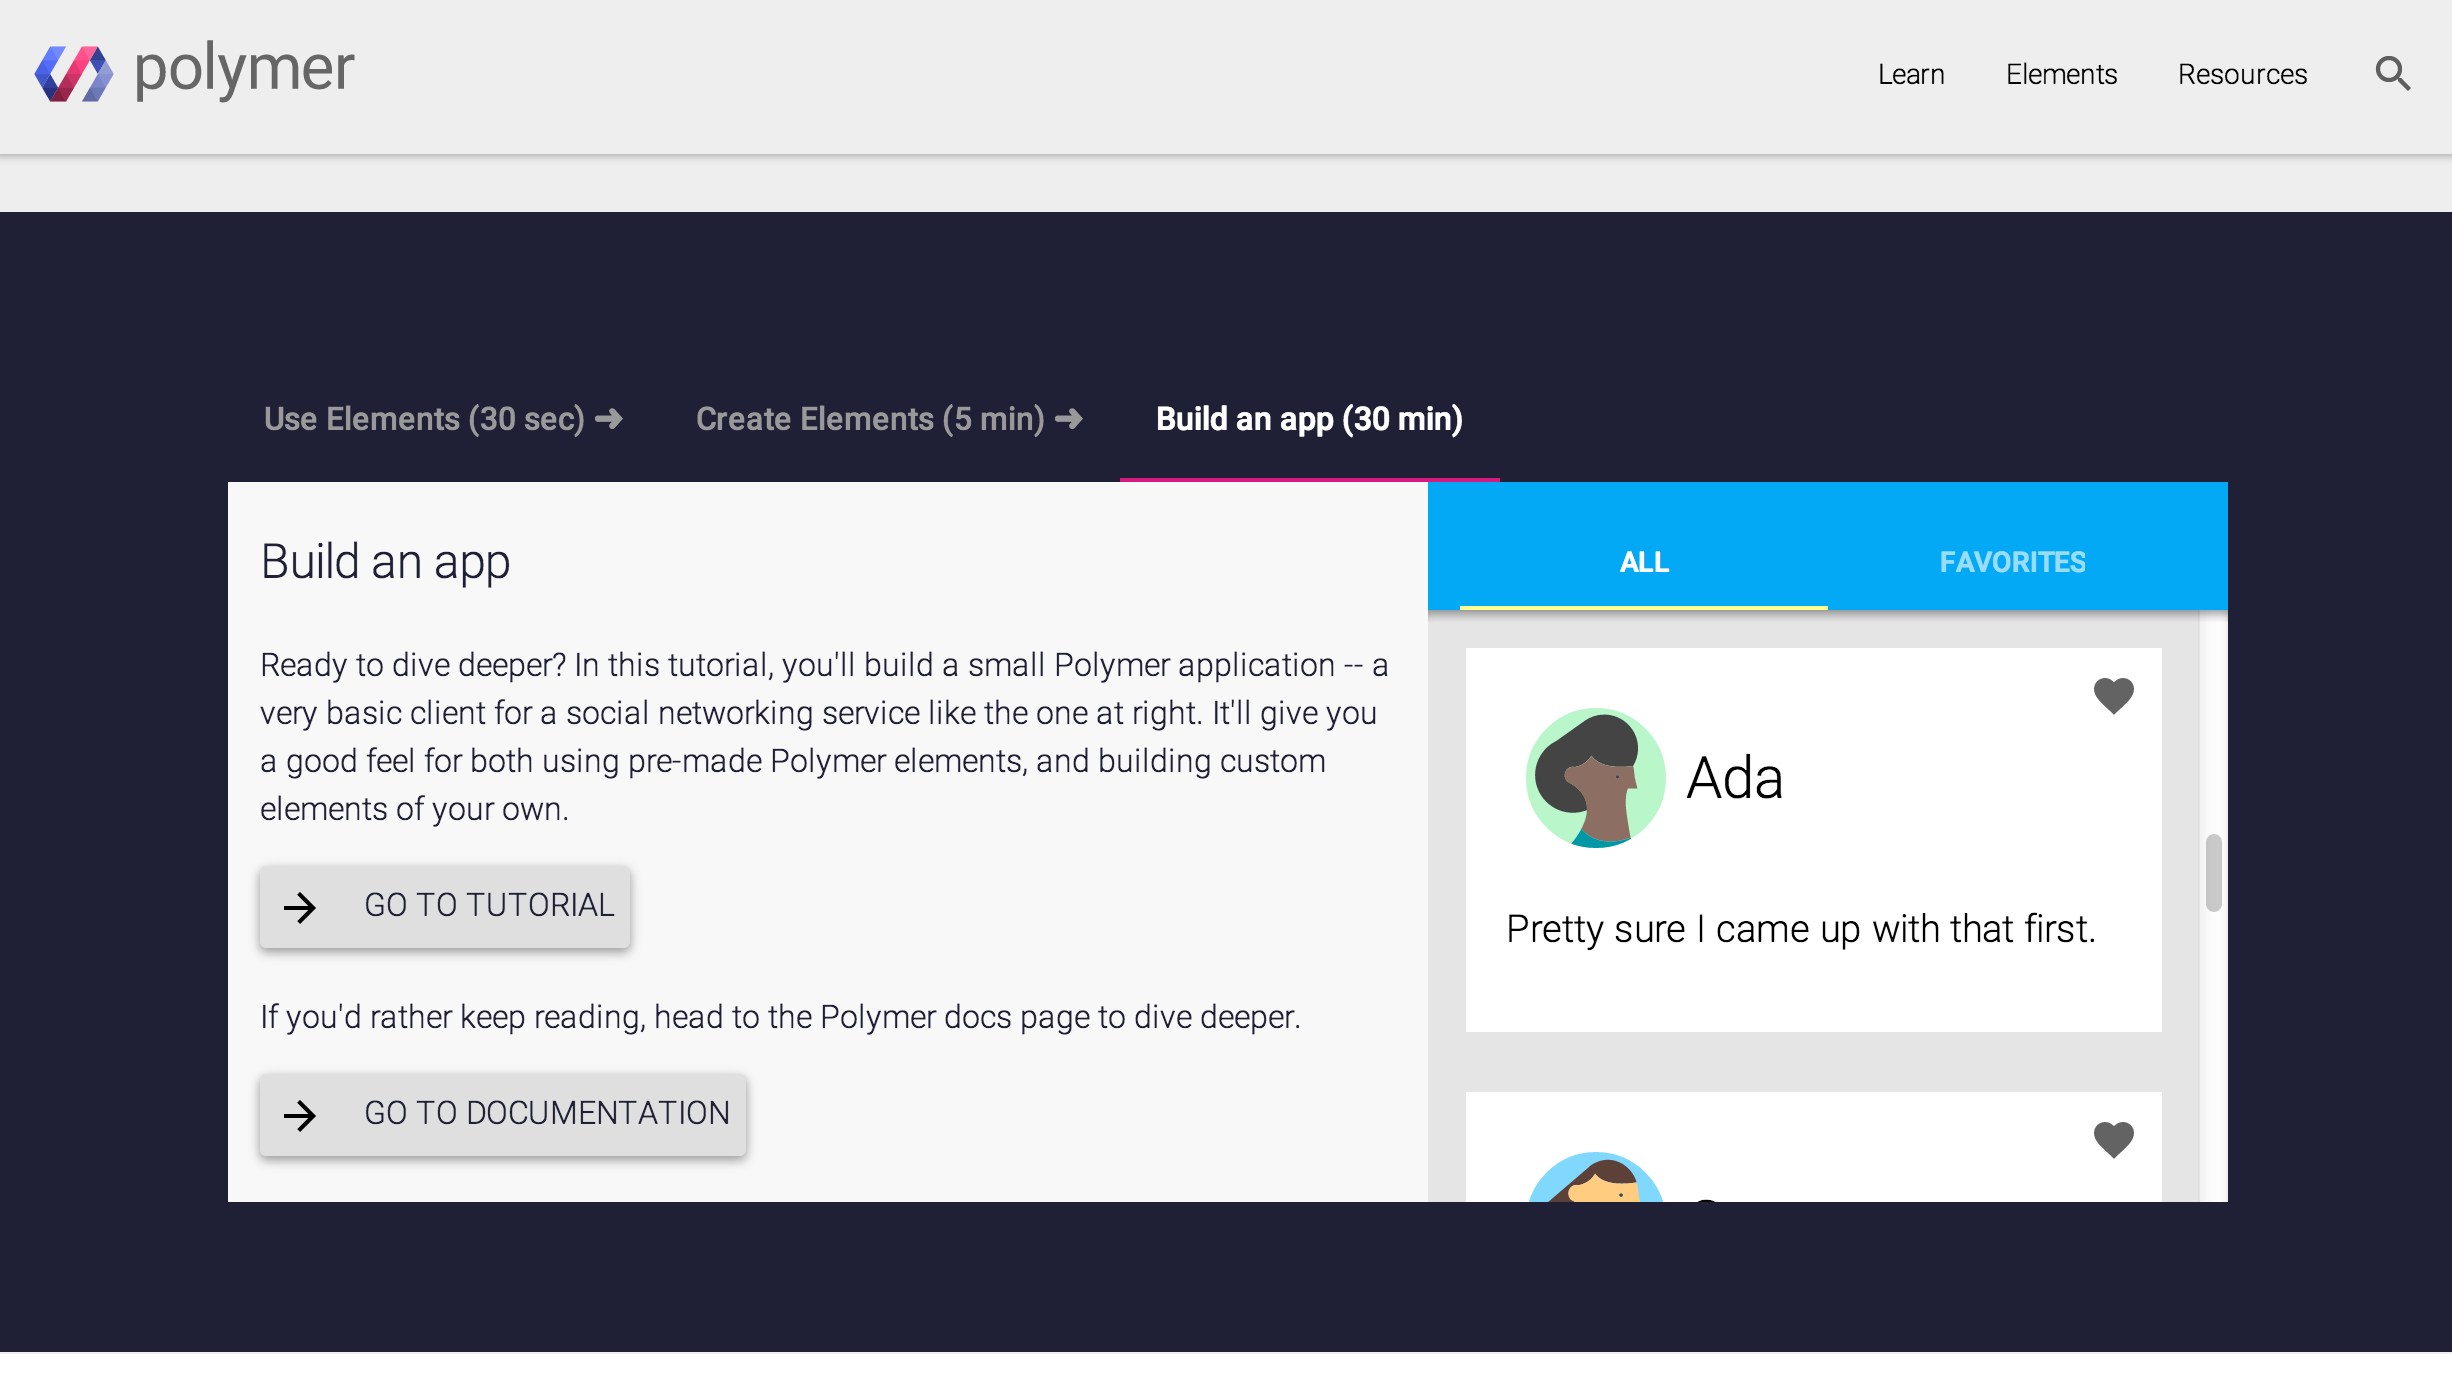 polymer
Learn
Elements
Resources
Use Elements (30 sec) ➜
Create Elements (5 min) ➜
Build an app (30 min)
Build an app
Ready to dive deeper? In this tutorial, you'll build a small Polymer application -- a
very basic client for a social networking service like the one at right. It'll give you
a good feel for both using pre-made Polymer elements, and building custom
elements of your own.
GO TO TUTORIAL
If you'd rather keep reading, head to the Polymer docs page to dive deeper.
GO TO DOCUMENTATION
ALL
FAVORITES
Ada
Pretty sure I came up with that first.